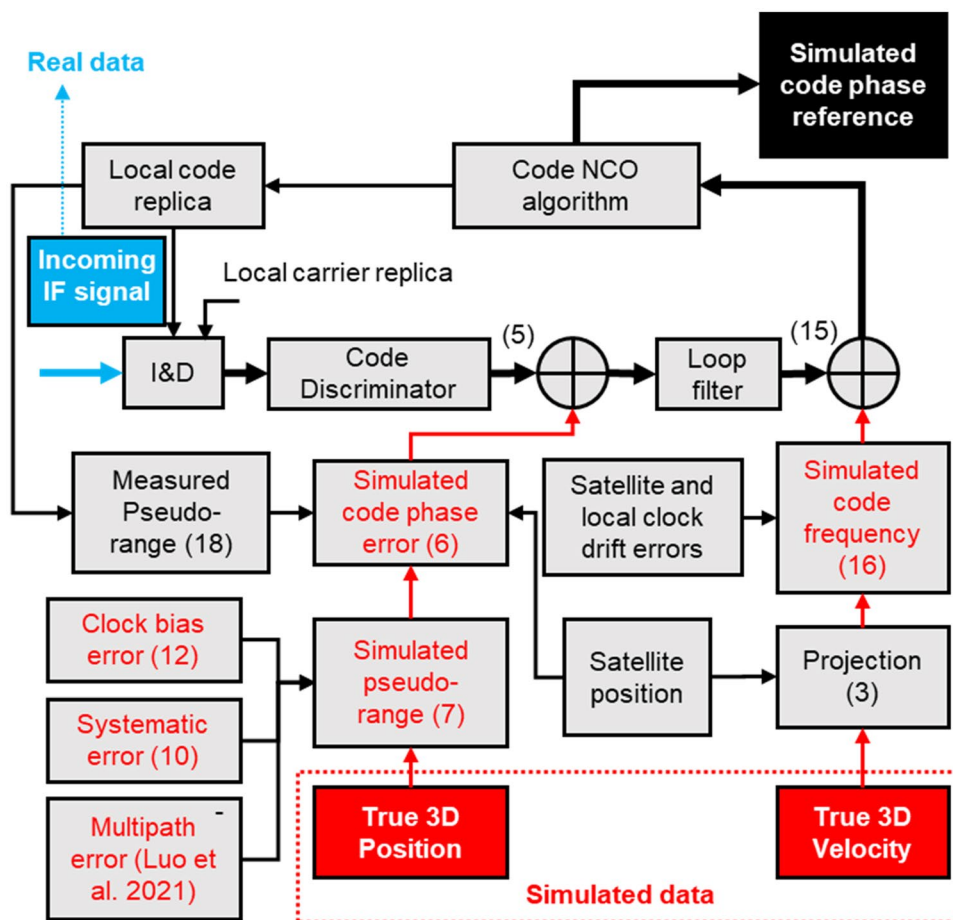 Real data
Simulated
code phase
reference
Local code
replica
Code NCO
algorithm
Incoming
IF signal
Local carrier replica
I&D
Code
Discriminator
(5)
Loop
filter
(15)
Measured
Pseudo-
range (18)
Simulated
code phase
error (6)
Satellite and
local clock
drift errors
Simulated
code
frequency
(16)
Clock bias
error (12)
Simulated
pseudo-
range (7)
Satellite
position
Projection
(3)
Systematic
error (10)
Multipath
error (Luo et
al. 2021)
-
True 3D
Position
True 3D
Velocity
Simulated data